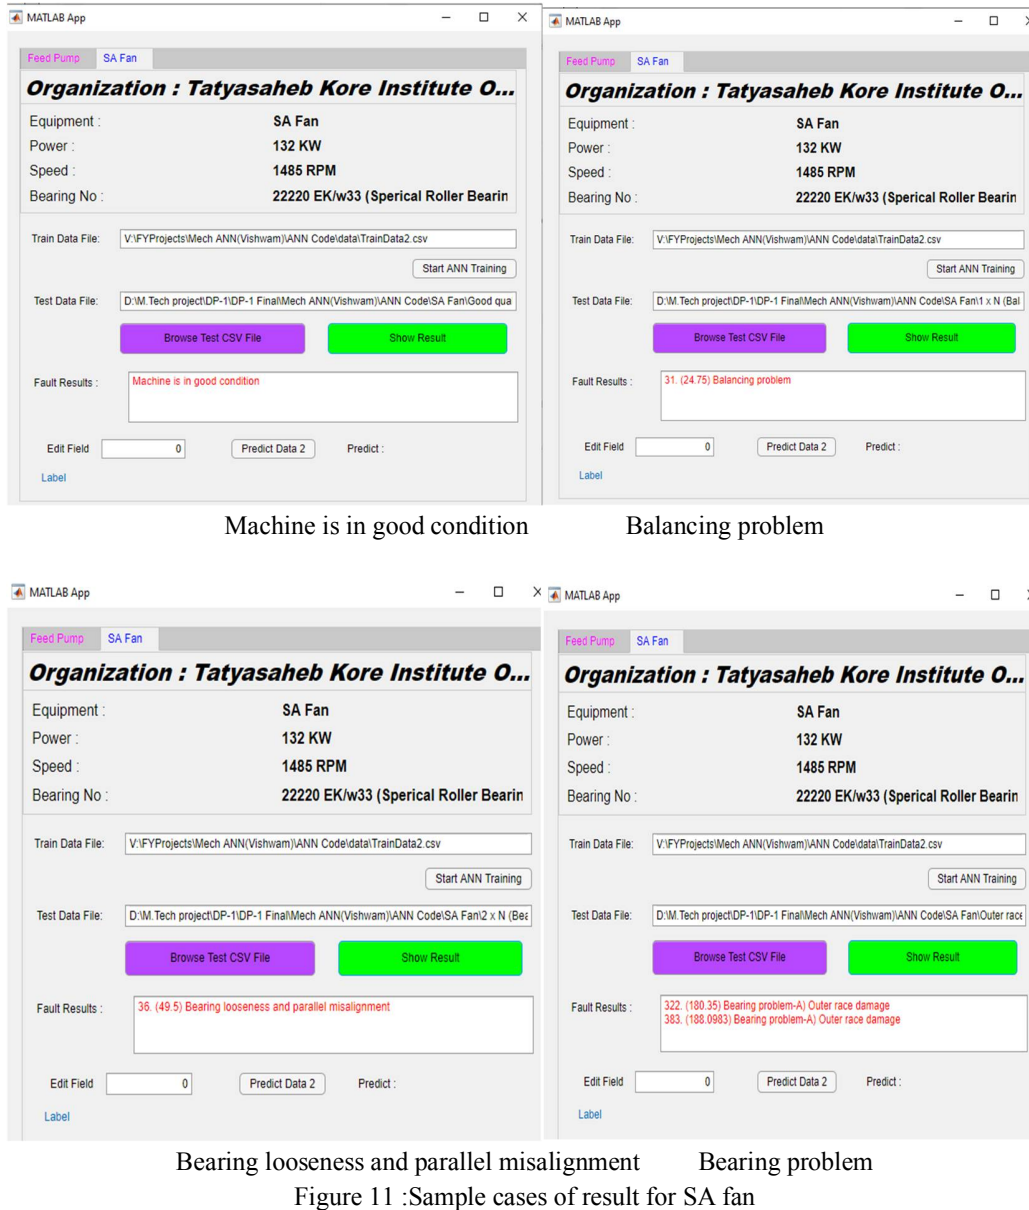 MATLAB App
Feed Pump SA Fan
Organization : Tatyasaheb Kore Institute O...
Equipment : SA Fan
Power : 132 KW
Speed : 1485 RPM
Bearing No : 22220 EK/w33 (Sperical Roller Bearin
Train Data File: V:\FYProjects\Mech ANN(Vishwam)\ANN Code\data\TrainData2.csv
Start ANN Training
Test Data File: D:\M.Tech project\DP-1\DP-1 Final\Mech ANN(Vishwam)\ANN Code\SA Fan\Good qua
Browse Test CSV File Show Result
Fault Results : Machine is in good condition
Edit Field 0 Predict Data 2 Predict :
Label
MATLAB App
Feed Pump SA Fan
Organization : Tatyasaheb Kore Institute O...
Equipment : SA Fan
Power : 132 KW
Speed : 1485 RPM
Bearing No : 22220 EK/w33 (Sperical Roller Bearin
Train Data File: V:\FYProjects\Mech ANN(Vishwam)\ANN Code\data\TrainData2.csv
Start ANN Training
Test Data File: D:\M.Tech project\DP-1\DP-1 Final\Mech ANN(Vishwam)\ANN Code\SA Fan\1 x N (Bal
Browse Test CSV File Show Result
Fault Results : 31. (24.75) Balancing problem
Edit Field 0 Predict Data 2 Predict :
Label
Machine is in good condition Balancing problem
MATLAB App
Feed Pump SA Fan
Organization : Tatyasaheb Kore Institute O...
Equipment : SA Fan
Power : 132 KW
Speed : 1485 RPM
Bearing No : 22220 EK/w33 (Sperical Roller Bearin
Train Data File: V:\FYProjects\Mech ANN(Vishwam)\ANN Code\data\TrainData2.csv
Start ANN Training
Test Data File: D:\M.Tech project\DP-1\DP-1 Final\Mech ANN(Vishwam)\ANN Code\SA Fan\2 x N (Bea
Browse Test CSV File Show Result
Fault Results : 36. (49.5) Bearing looseness and parallel misalignment
Edit Field 0 Predict Data 2 Predict :
Label
MATLAB App
Feed Pump SA Fan
Organization : Tatyasaheb Kore Institute O...
Equipment : SA Fan
Power : 132 KW
Speed : 1485 RPM
Bearing No : 22220 EK/w33 (Sperical Roller Bearin
Train Data File: V:\FYProjects\Mech ANN(Vishwam)\ANN Code\data\TrainData2.csv
Start ANN Training
Test Data File: D:\M.Tech project\DP-1\DP-1 Final\Mech ANN(Vishwam)\ANN Code\SA Fan\Outer race
Browse Test CSV File Show Result
Fault Results : 322. (180.35) Bearing problem-A) Outer race damage
383. (188.0983) Bearing problem-A) Outer race damage
Edit Field 0 Predict Data 2 Predict :
Label
Bearing looseness and parallel misalignment Bearing problem
Figure 11 :Sample cases of result for SA fan